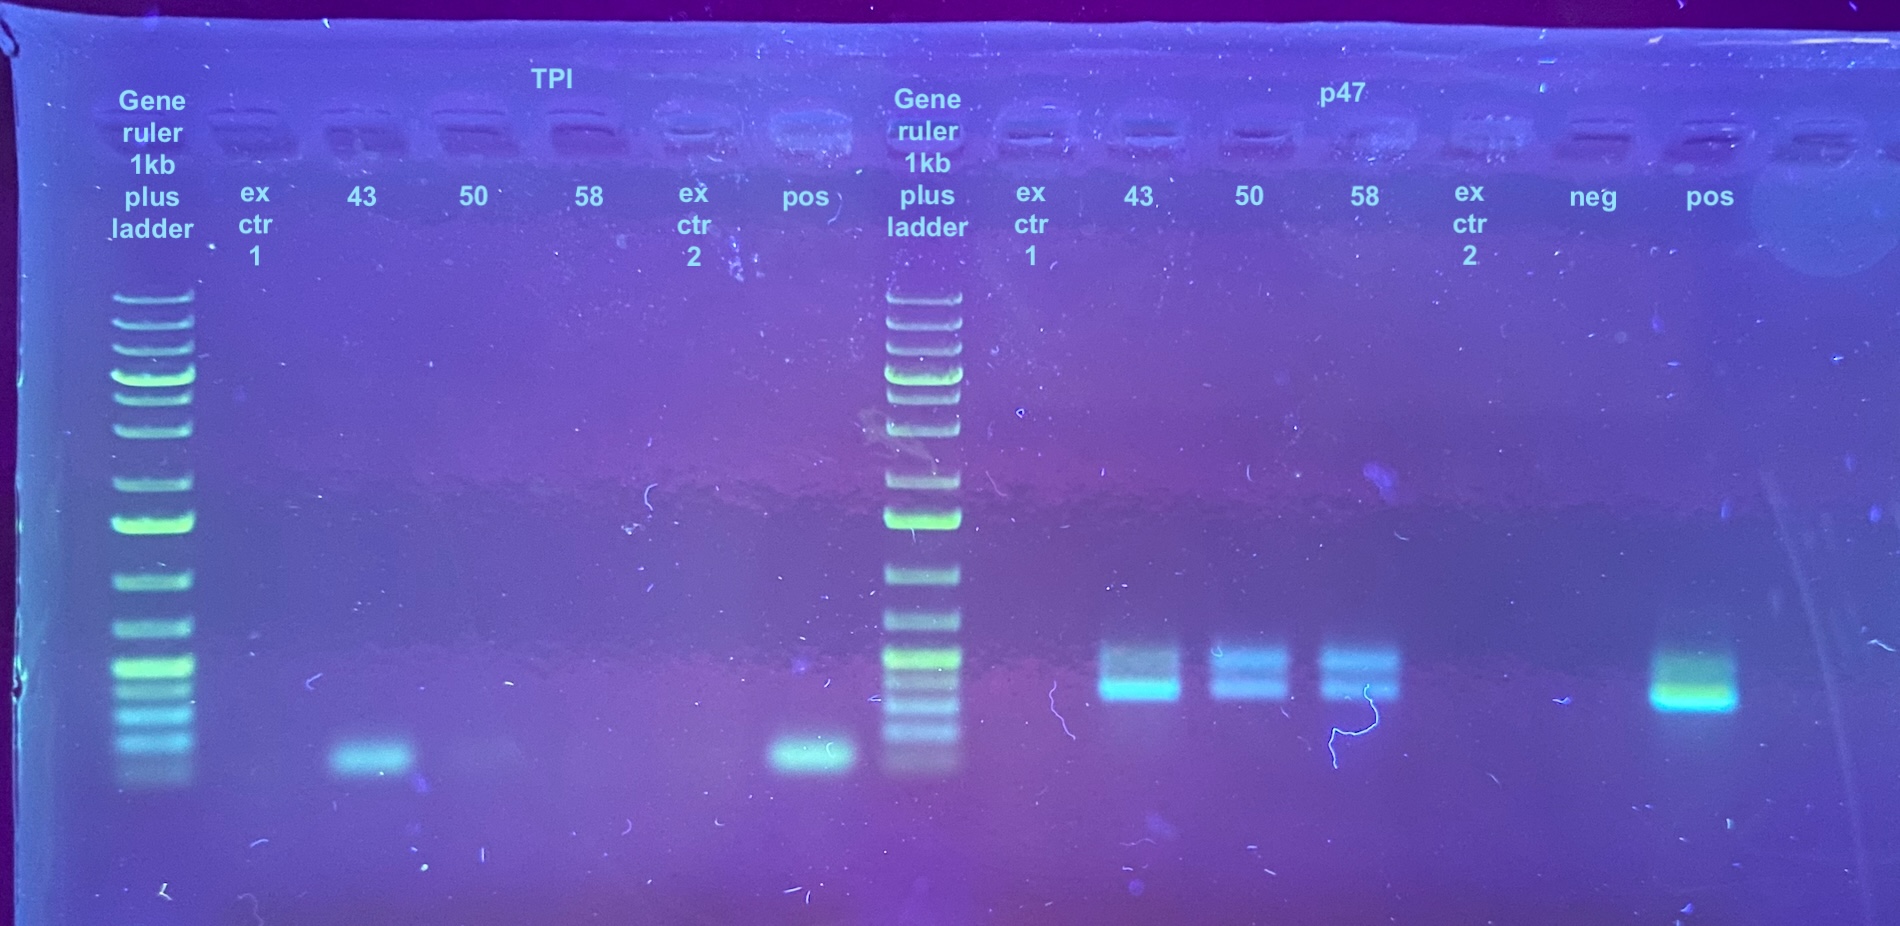 TPI
p47
Gene
ruler
1kb
plus
ladder
ex
ctr
1
43
50
58
ex
ctr
2
pos
Gene
ruler
1kb
plus
ladder
ex
ctr
1
43
50
58
ex
ctr
2
neg
pos